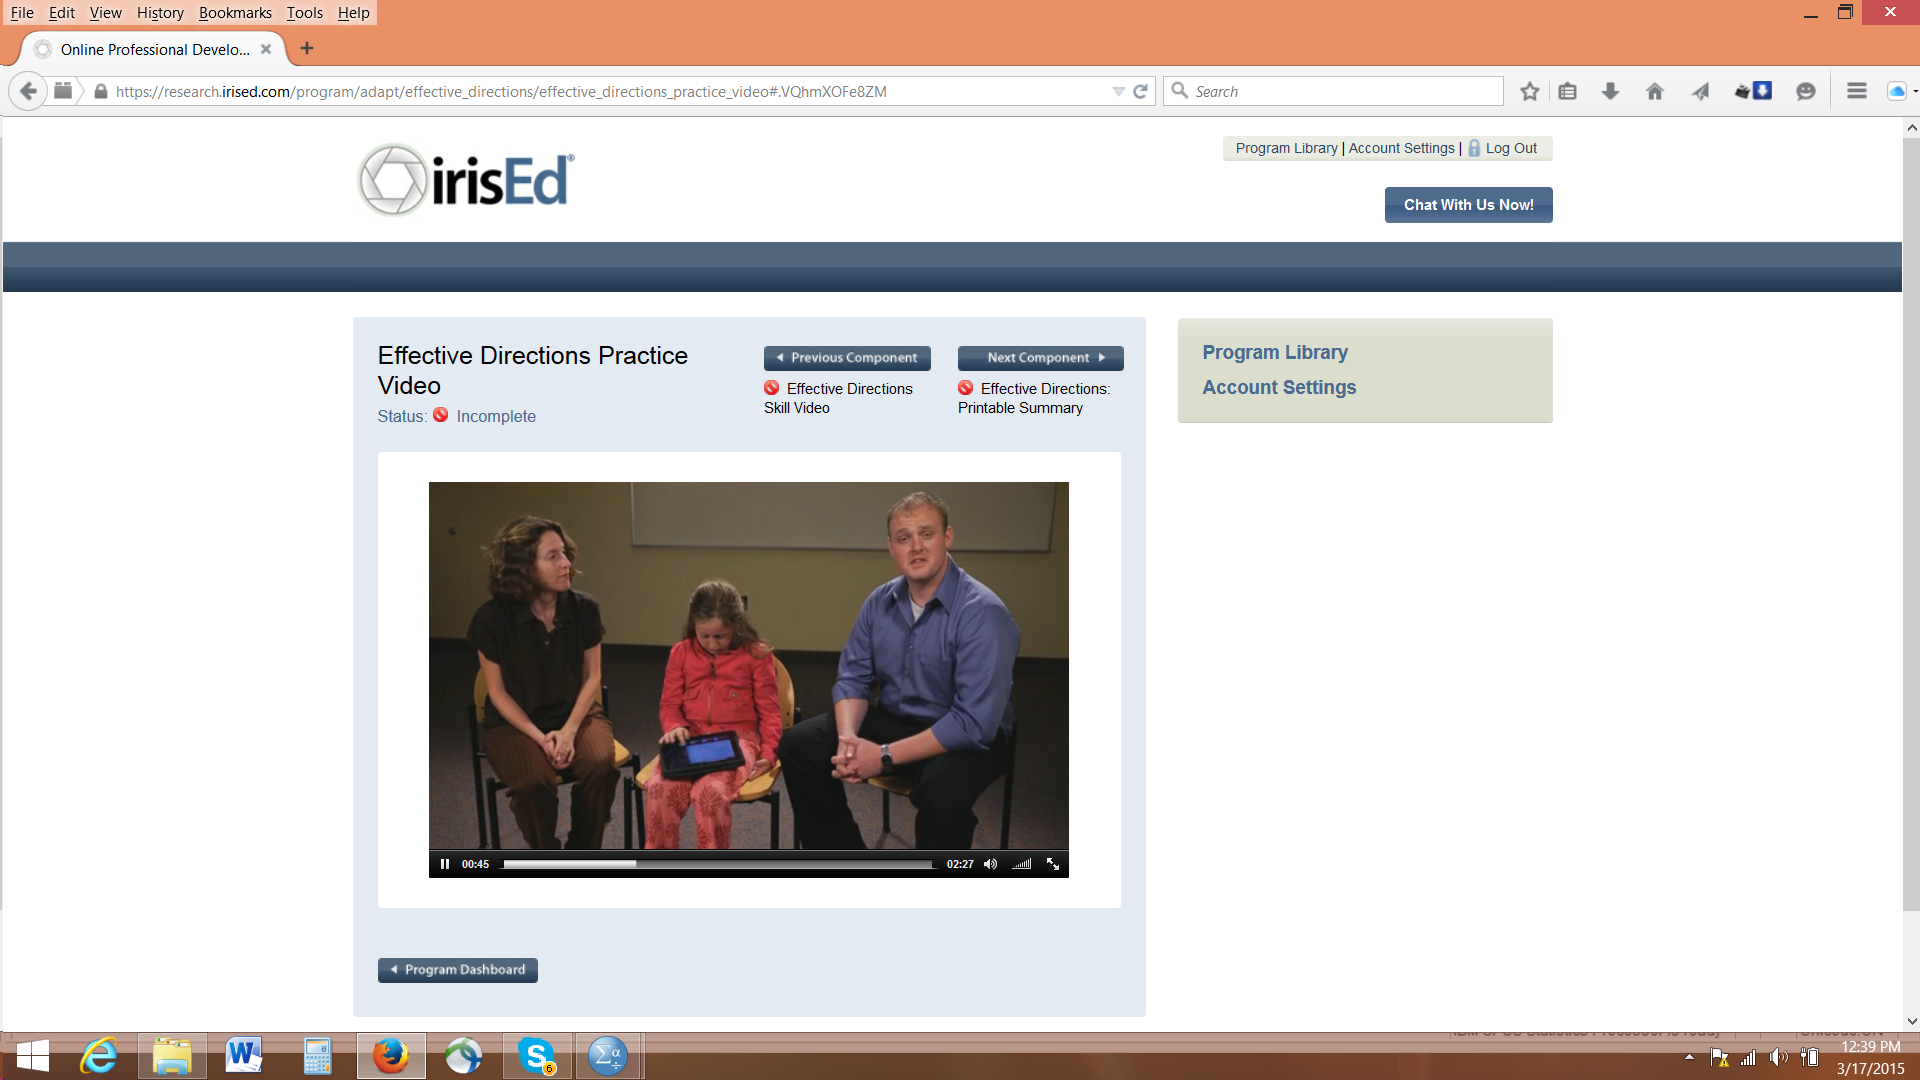 File Edit View History Bookmarks Tools Help
Online Professional Develo...
https://research.irised.com/program/adapt/effective_directions/effective_directions_practice_video#.VQhmXOFe8ZM
Search
irisEd®
Program Library | Account Settings | Log Out
Chat With Us Now!
Effective Directions Practice
Video
Status: Incomplete
Previous Component
Effective Directions
Skill Video
Next Component
Effective Directions:
Printable Summary
Program Library
Account Settings
00:45
02:27
Program Dashboard
12:39 PM
3/17/2015